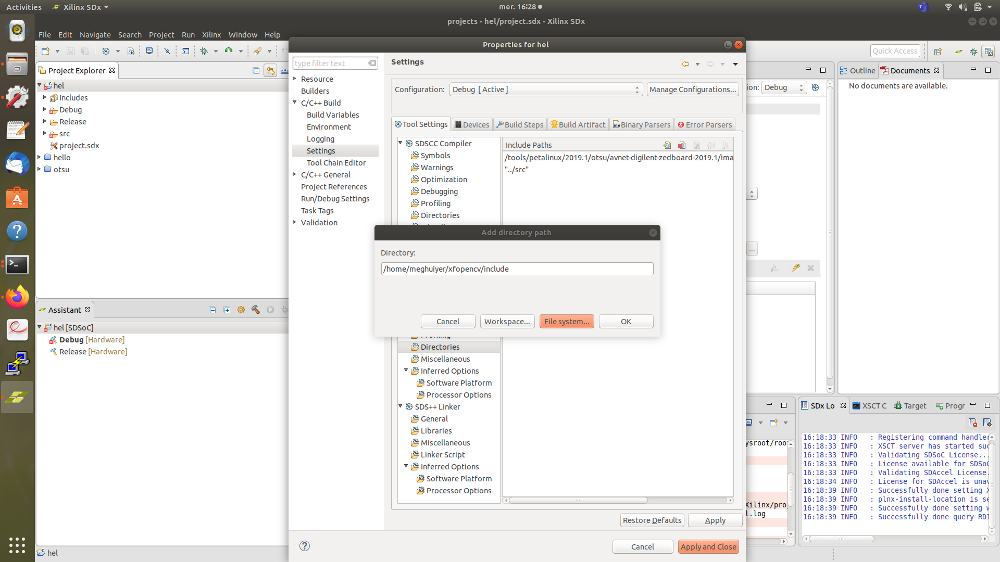 Activities
Xilinx SDx
mer. 16:28
projects - hel/project.sdx - Xilinx SDx
File Edit Navigate Search Project Run Xilinx Window Help
Quick Access
Project Explorer
hel
Includes
Debug
Release
src
project.sdx
hello
otsu
Assistant
hel [SDSoC]
Debug [Hardware]
Release [Hardware]
hel
Properties for hel
type filter text
Resource
Builders
C/C++ Build
Build Variables
Environment
Logging
Settings
Tool Chain Editor
C/C++ General
Project References
Run/Debug Settings
Task Tags
Validation
Settings
Configuration: Debug [ Active ] Manage Configurations...
Tool Settings Devices Build Steps Build Artifact Binary Parsers Error Parsers
SDSCC Compiler
Symbols
Warnings
Optimization
Debugging
Profiling
Directories
Include Paths
/tools/petalinux/2019.1/otsu/avnet-digilent-zedboard-2019.1/ima
"../src"
Add directory path
Directory:
/home/meghuiyer/xfopencv/include
Cancel Workspace... File system... OK
Profiling
Directories
Miscellaneous
Inferred Options
Software Platform
Processor Options
SDS++ Linker
General
Libraries
Miscellaneous
Linker Script
Inferred Options
Software Platform
Processor Options
Restore Defaults Apply
Cancel Apply and Close
ion: Debug
...
Outline Documents
No documents are available.
ysroot/roo
Xilinx/pro
l.log
SDx Lo XSCT C Target Progr
16:18:33 INFO : Registering command handler
16:18:33 INFO : XSCT server has started suc
16:18:33 INFO : Validating SDSoC License...
16:18:33 INFO : License available for SDSoC
16:18:33 INFO : Validating SDAccel License.
16:18:34 INFO : License for SDAccel is unav
16:18:39 INFO : Successfully done setting X
16:18:39 INFO : plnx-install-location is se
16:18:39 INFO : Successfully done setting w
16:18:39 INFO : Successfully done query RDI